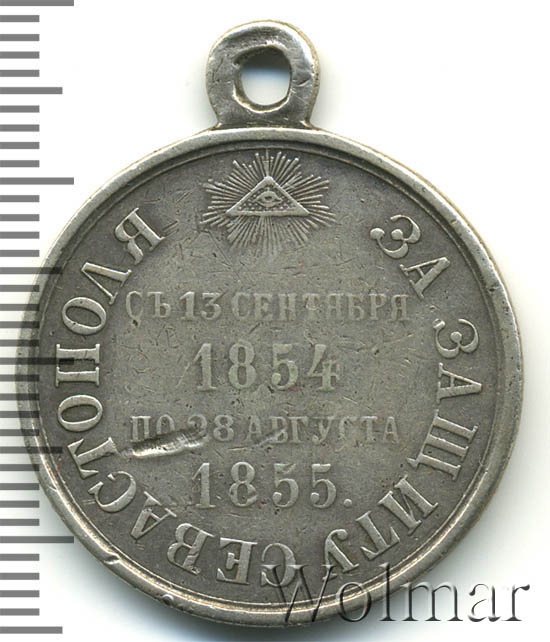 СЪ 13 СЕНТЯБРЯ
1854
ПО 28 АВГУСТА
1855.
ЗА ЗАЩИТУ СЕВАСТОПОЛЯ
Wolmar